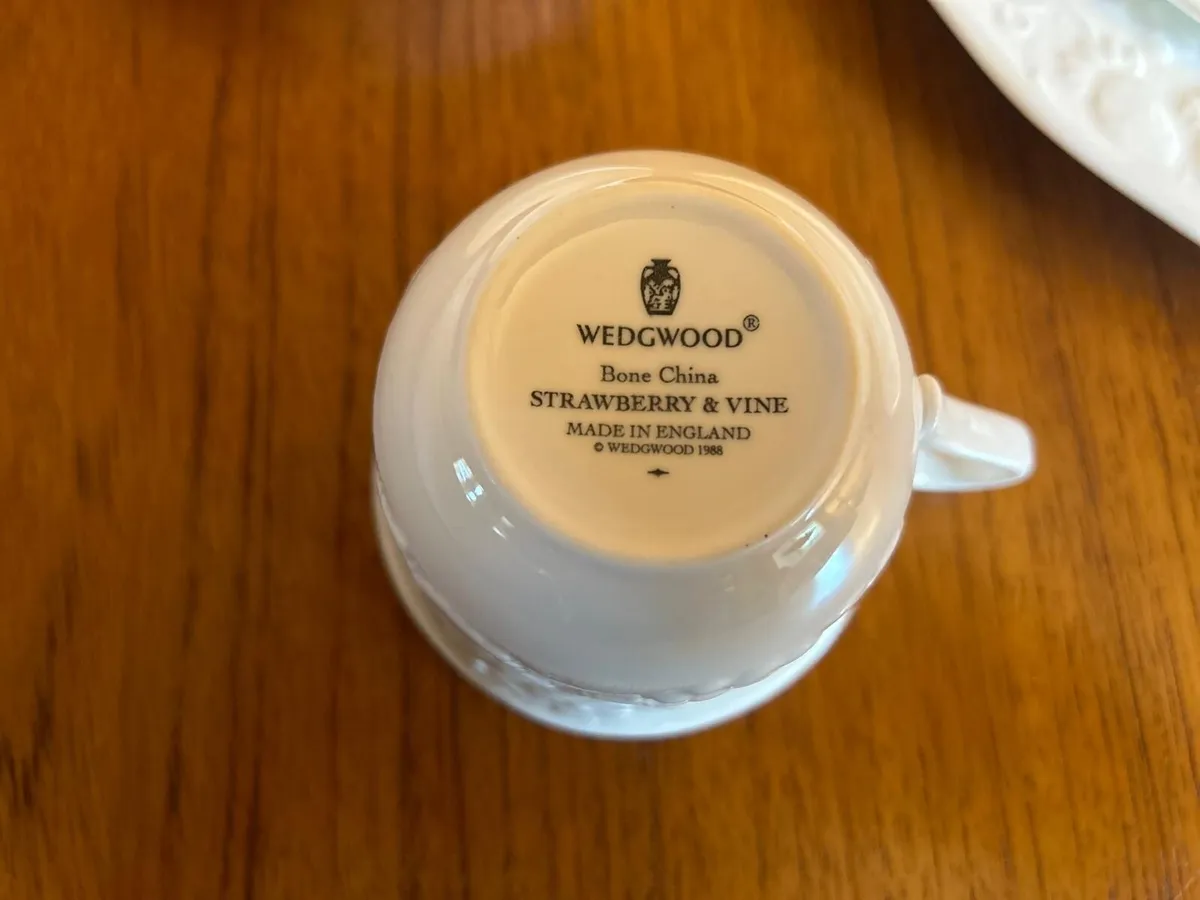 WEDGWOOD®
Bone China
STRAWBERRY & VINE
MADE IN ENGLAND
© WEDGWOOD 1988